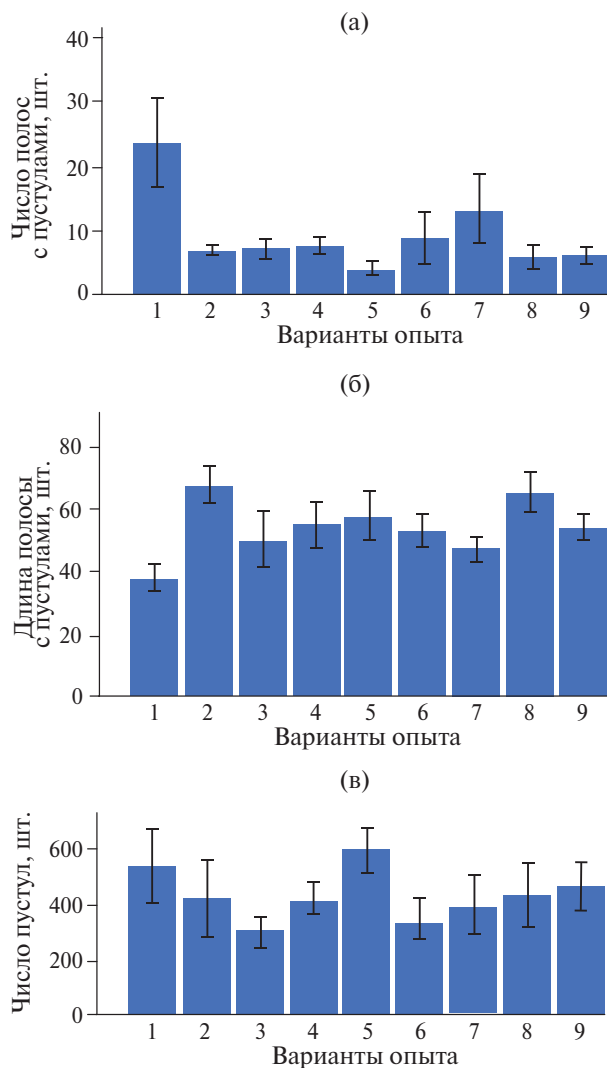 (а)
Число полос
с пустулами, шт.
40
30
20
10
0
1 2 3 4 5 6 7 8 9
Варианты опыта
(б)
Длина полосы
с пустулами, шт.
80
60
40
20
0
1 2 3 4 5 6 7 8 9
Варианты опыта
(в)
Число пустул, шт.
600
400
200
0
1 2 3 4 5 6 7 8 9
Варианты опыта